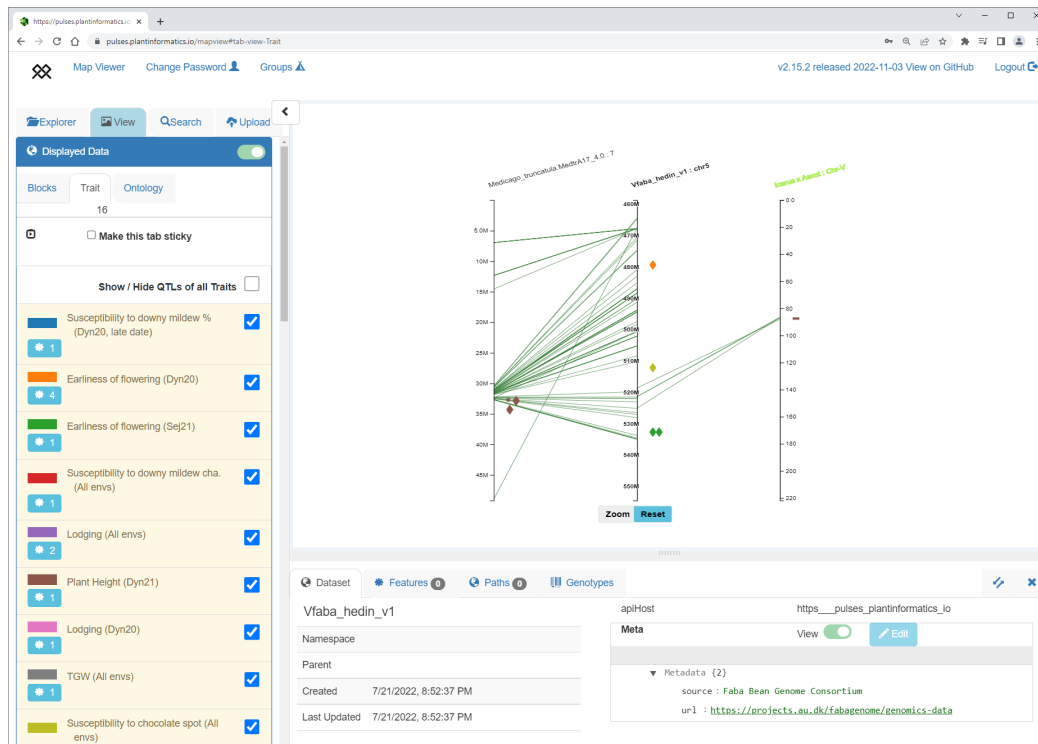 https://pulses.plantinformatics.io
pulses.plantinformatics.io/mapview#tab-view-Trait
Map Viewer
Change Password
Groups
v2.15.2 released 2022-11-03 View on GitHub
Logout
Explorer
View
Search
Upload
Displayed Data
Blocks
Trait
Ontology
16
Make this tab sticky
Show / Hide QTLs of all Traits
Susceptibility to downy mildew %
(Dyn20, late date)
1
Earliness of flowering (Dyn20)
4
Earliness of flowering (Sej21)
1
Susceptibility to downy mildew cha.
(All envs)
1
Lodging (All envs)
2
Plant Height (Dyn21)
1
Lodging (Dyn20)
1
TGW (All envs)
1
Susceptibility to chocolate spot (All
envs)
Medicago_truncatula.MedtrA17_4.0 : 7
5.0M
10M
15M
20M
25M
30M
35M
40M
45M
Vfaba_hedin_v1 : chr5
460M
470M
480M
490M
500M
510M
520M
530M
540M
550M
0.0
20
40
60
80
100
120
140
160
180
200
220
Zoom
Reset
Dataset
Features 0
Paths 0
Genotypes
Vfaba_hedin_v1
Namespace
Parent
Created 7/21/2022, 8:52:37 PM
Last Updated 7/21/2022, 8:52:37 PM
apiHost https___pulses_plantinformatics_io
Meta
View
Edit
Metadata {2}
source : Faba Bean Genome Consortium
url : https://projects.au.dk/fabagenome/genomics-data